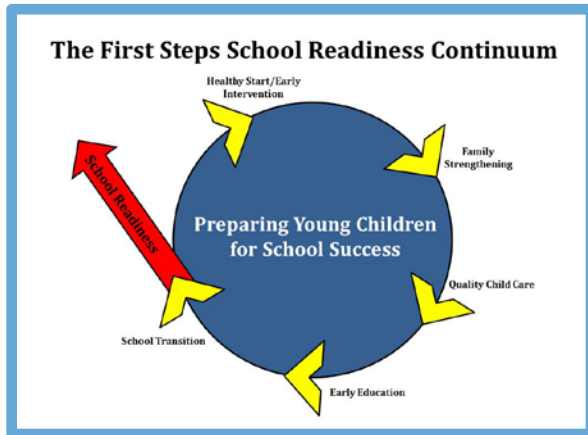 The First Steps School Readiness Continuum
Healthy Start/Early
Intervention
Family
Strengthening
School Readiness
Preparing Young Children
for School Success
Quality Child Care
School Transition
Early Education